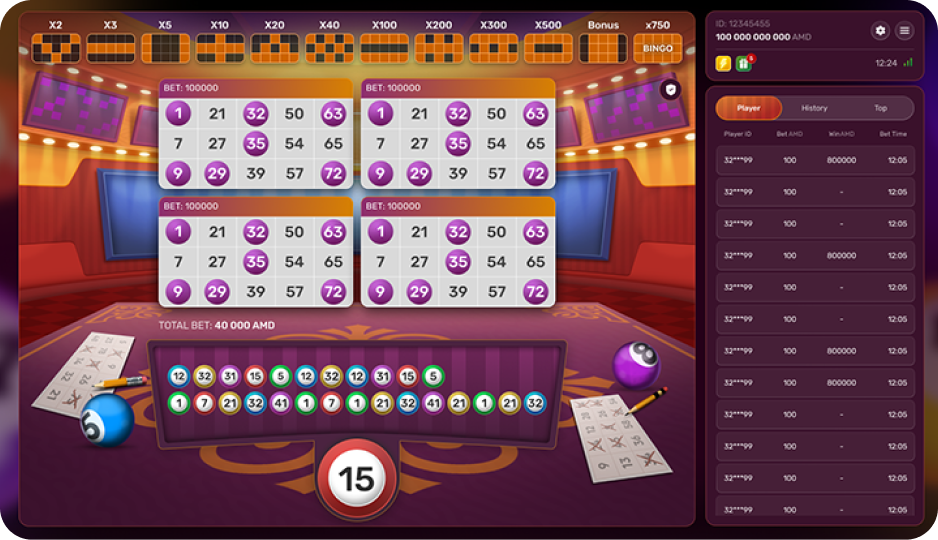 X2 X3 X5 X10 X20 X40 X100 X200 X300 X500 Bonus x750
BINGO
ID: 12345455
100 000 000 000 AMD
5
12:24
BET: 100000
1 21 32 50 63
7 27 35 54 65
9 29 39 57 72
BET: 100000
1 21 32 50 63
7 27 35 54 65
9 29 39 57 72
BET: 100000
1 21 32 50 63
7 27 35 54 65
9 29 39 57 72
BET: 100000
1 21 32 50 63
7 27 35 54 65
9 29 39 57 72
TOTAL BET: 40 000 AMD
12 32 31 15 5 12 32 12 31 15 5
1 7 21 32 41 1 7 1 21 32 41 21 1 21 32
15
6
8
Player History Top
Player ID Bet AMD Win AMD Bet Time
32***99 100 800000 12:05
32***99 100 - 12:05
32***99 100 - 12:05
32***99 100 800000 12:05
32***99 100 - 12:05
32***99 100 - 12:05
32***99 100 800000 12:05
32***99 100 800000 12:05
32***99 100 - 12:05
32***99 100 - 12:05
32***99 100 - 12:05
32***99 100 - 12:05